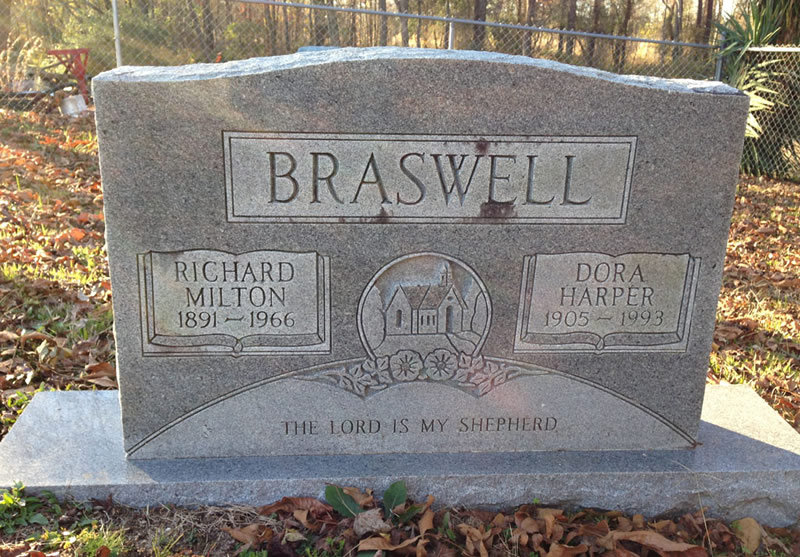 BRASWELL
RICHARD
MILTON
1891 – 1966
DORA
HARPER
1905 – 1993
THE LORD IS MY SHEPHERD